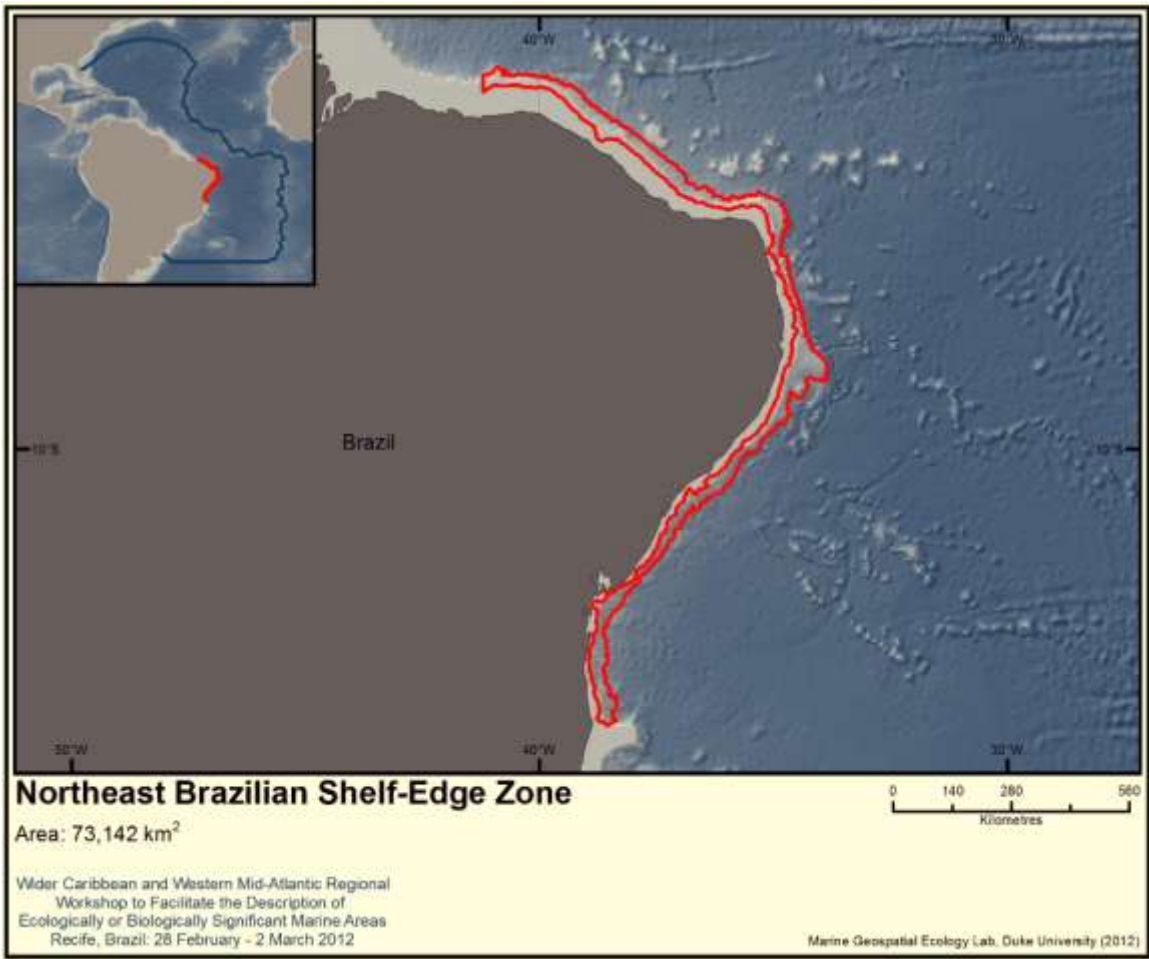 40°W
30°W
Brazil
10°S
10°S
50°W
40°W
30°W
Northeast Brazilian Shelf-Edge Zone
Area: 73,142 km²
0 140 280 560
Kilometres
Wider Caribbean and Western Mid-Atlantic Regional
Workshop to Facilitate the Description of
Ecologically or Biologically Significant Marine Areas
Recife, Brazil: 28 February - 2 March 2012
Marine Geospatial Ecology Lab, Duke University (2012)